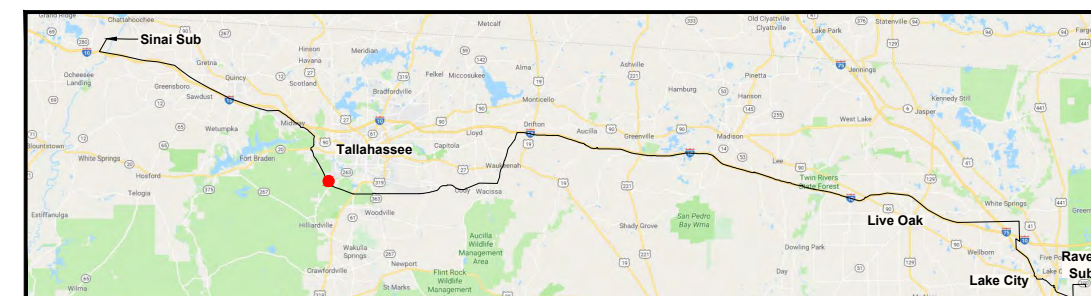 Grand Ridge
Chattahoochee
Sinai Sub
Metcalf
Old Clyattville
Clyattville
Statenville
Lake Park
Fargo
Ocheesee
Landing
Gretna
Quincy
Greensboro
Sawdust
Hinson
Havana
Scotland
Meridian
Felkel
Miccosukee
Bradfordville
Alma
Ashville
Monticello
Hamburg
Pinetta
Hanson
Jennings
Kennedy Still
Jasper
West Lake
Wetumpka
Midway
Lloyd
Drifton
Aucilla
Greenville
Madison
Blountstown
White Springs
Fort Braden
Hosford
Telogia
Tallahassee
Capitola
Waukeenah
Cody
Wacissa
Lee
Twin Rivers
State Forest
White Springs
Estiffanulga
Woodville
Hilliardville
San Pedro
Bay Wma
Shady Grove
Live Oak
Wakulla
Springs
Newport
Aucilla
Wildlife
Management
Area
Dowling Park
Wellborn
Wilma
Crawfordville
St Marks
Flint Rock
Wildlife
Management
Day
Lake City